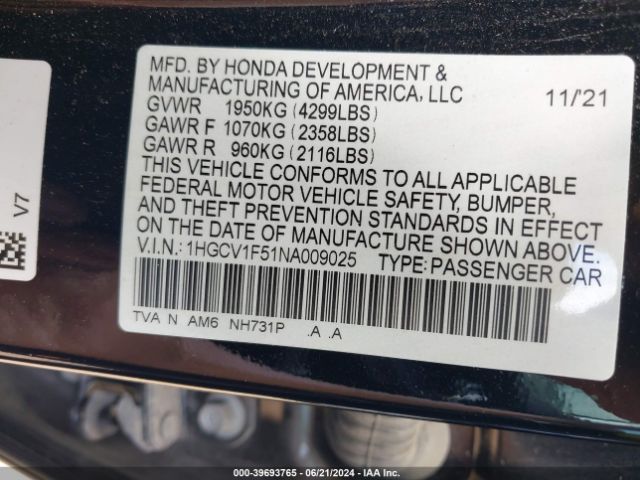 MFD. BY HONDA DEVELOPMENT &
MANUFACTURING OF AMERICA, LLC 11/'21
GVWR 1950KG (4299LBS)
GAWR F 1070KG (2358LBS)
GAWR R 960KG (2116LBS)
THIS VEHICLE CONFORMS TO ALL APPLICABLE
FEDERAL MOTOR VEHICLE SAFETY, BUMPER,
AND THEFT PREVENTION STANDARDS IN EFFECT
ON THE DATE OF MANUFACTURE SHOWN ABOVE.
V.I.N.: 1HGCV1F51NA009025 TYPE: PASSENGER CAR
TVA N AM6 NH731P .A .A
V7
000-39693765 - 06/21/2024 - IAA Inc.